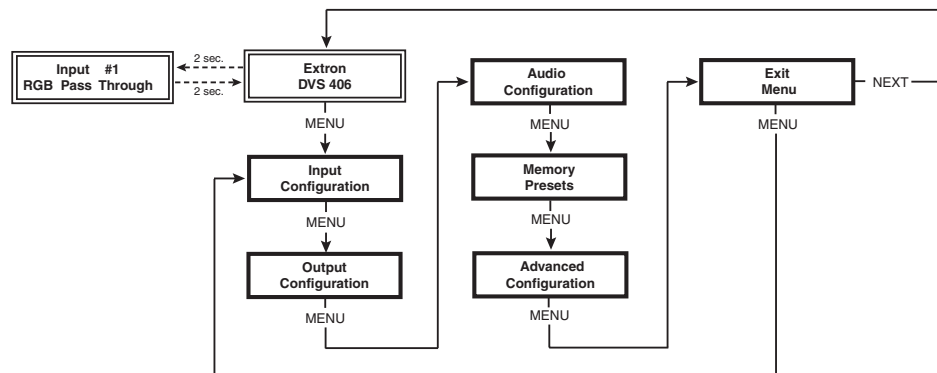 2 sec.
Input #1
RGB Pass Through
2 sec.
Extron
DVS 406
MENU
Input
Configuration
MENU
Output
Configuration
MENU
Audio
Configuration
MENU
Memory
Presets
MENU
Advanced
Configuration
MENU
Exit
Menu
NEXT
MENU